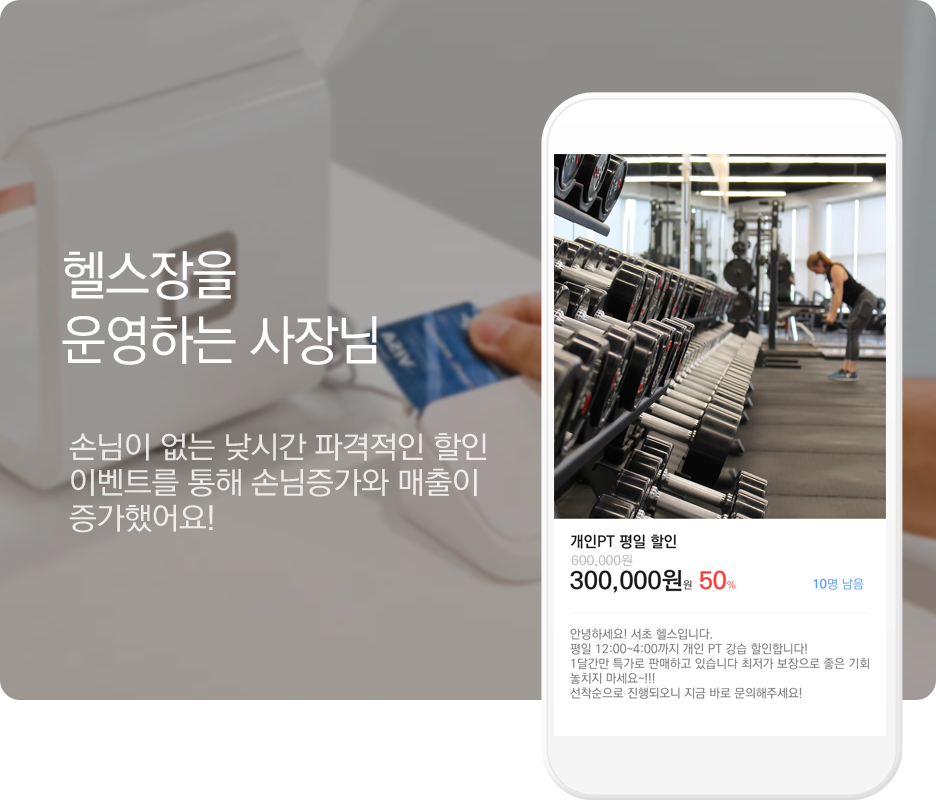 헬스장을
운영하는 사장님
손님이 없는 낮시간 파격적인 할인
이벤트를 통해 손님증가와 매출이
증가했어요!
개인PT 평일 할인
600,000원
300,000원원 50%
10명 남음
안녕하세요! 서초 헬스입니다.
평일 12:00~4:00까지 개인 PT 강습 할인합니다!
1달간만 특가로 판매하고 있습니다 최저가 보장으로 좋은 기회
놓치지 마세요~!!!
선착순으로 진행되오니 지금 바로 문의해주세요!